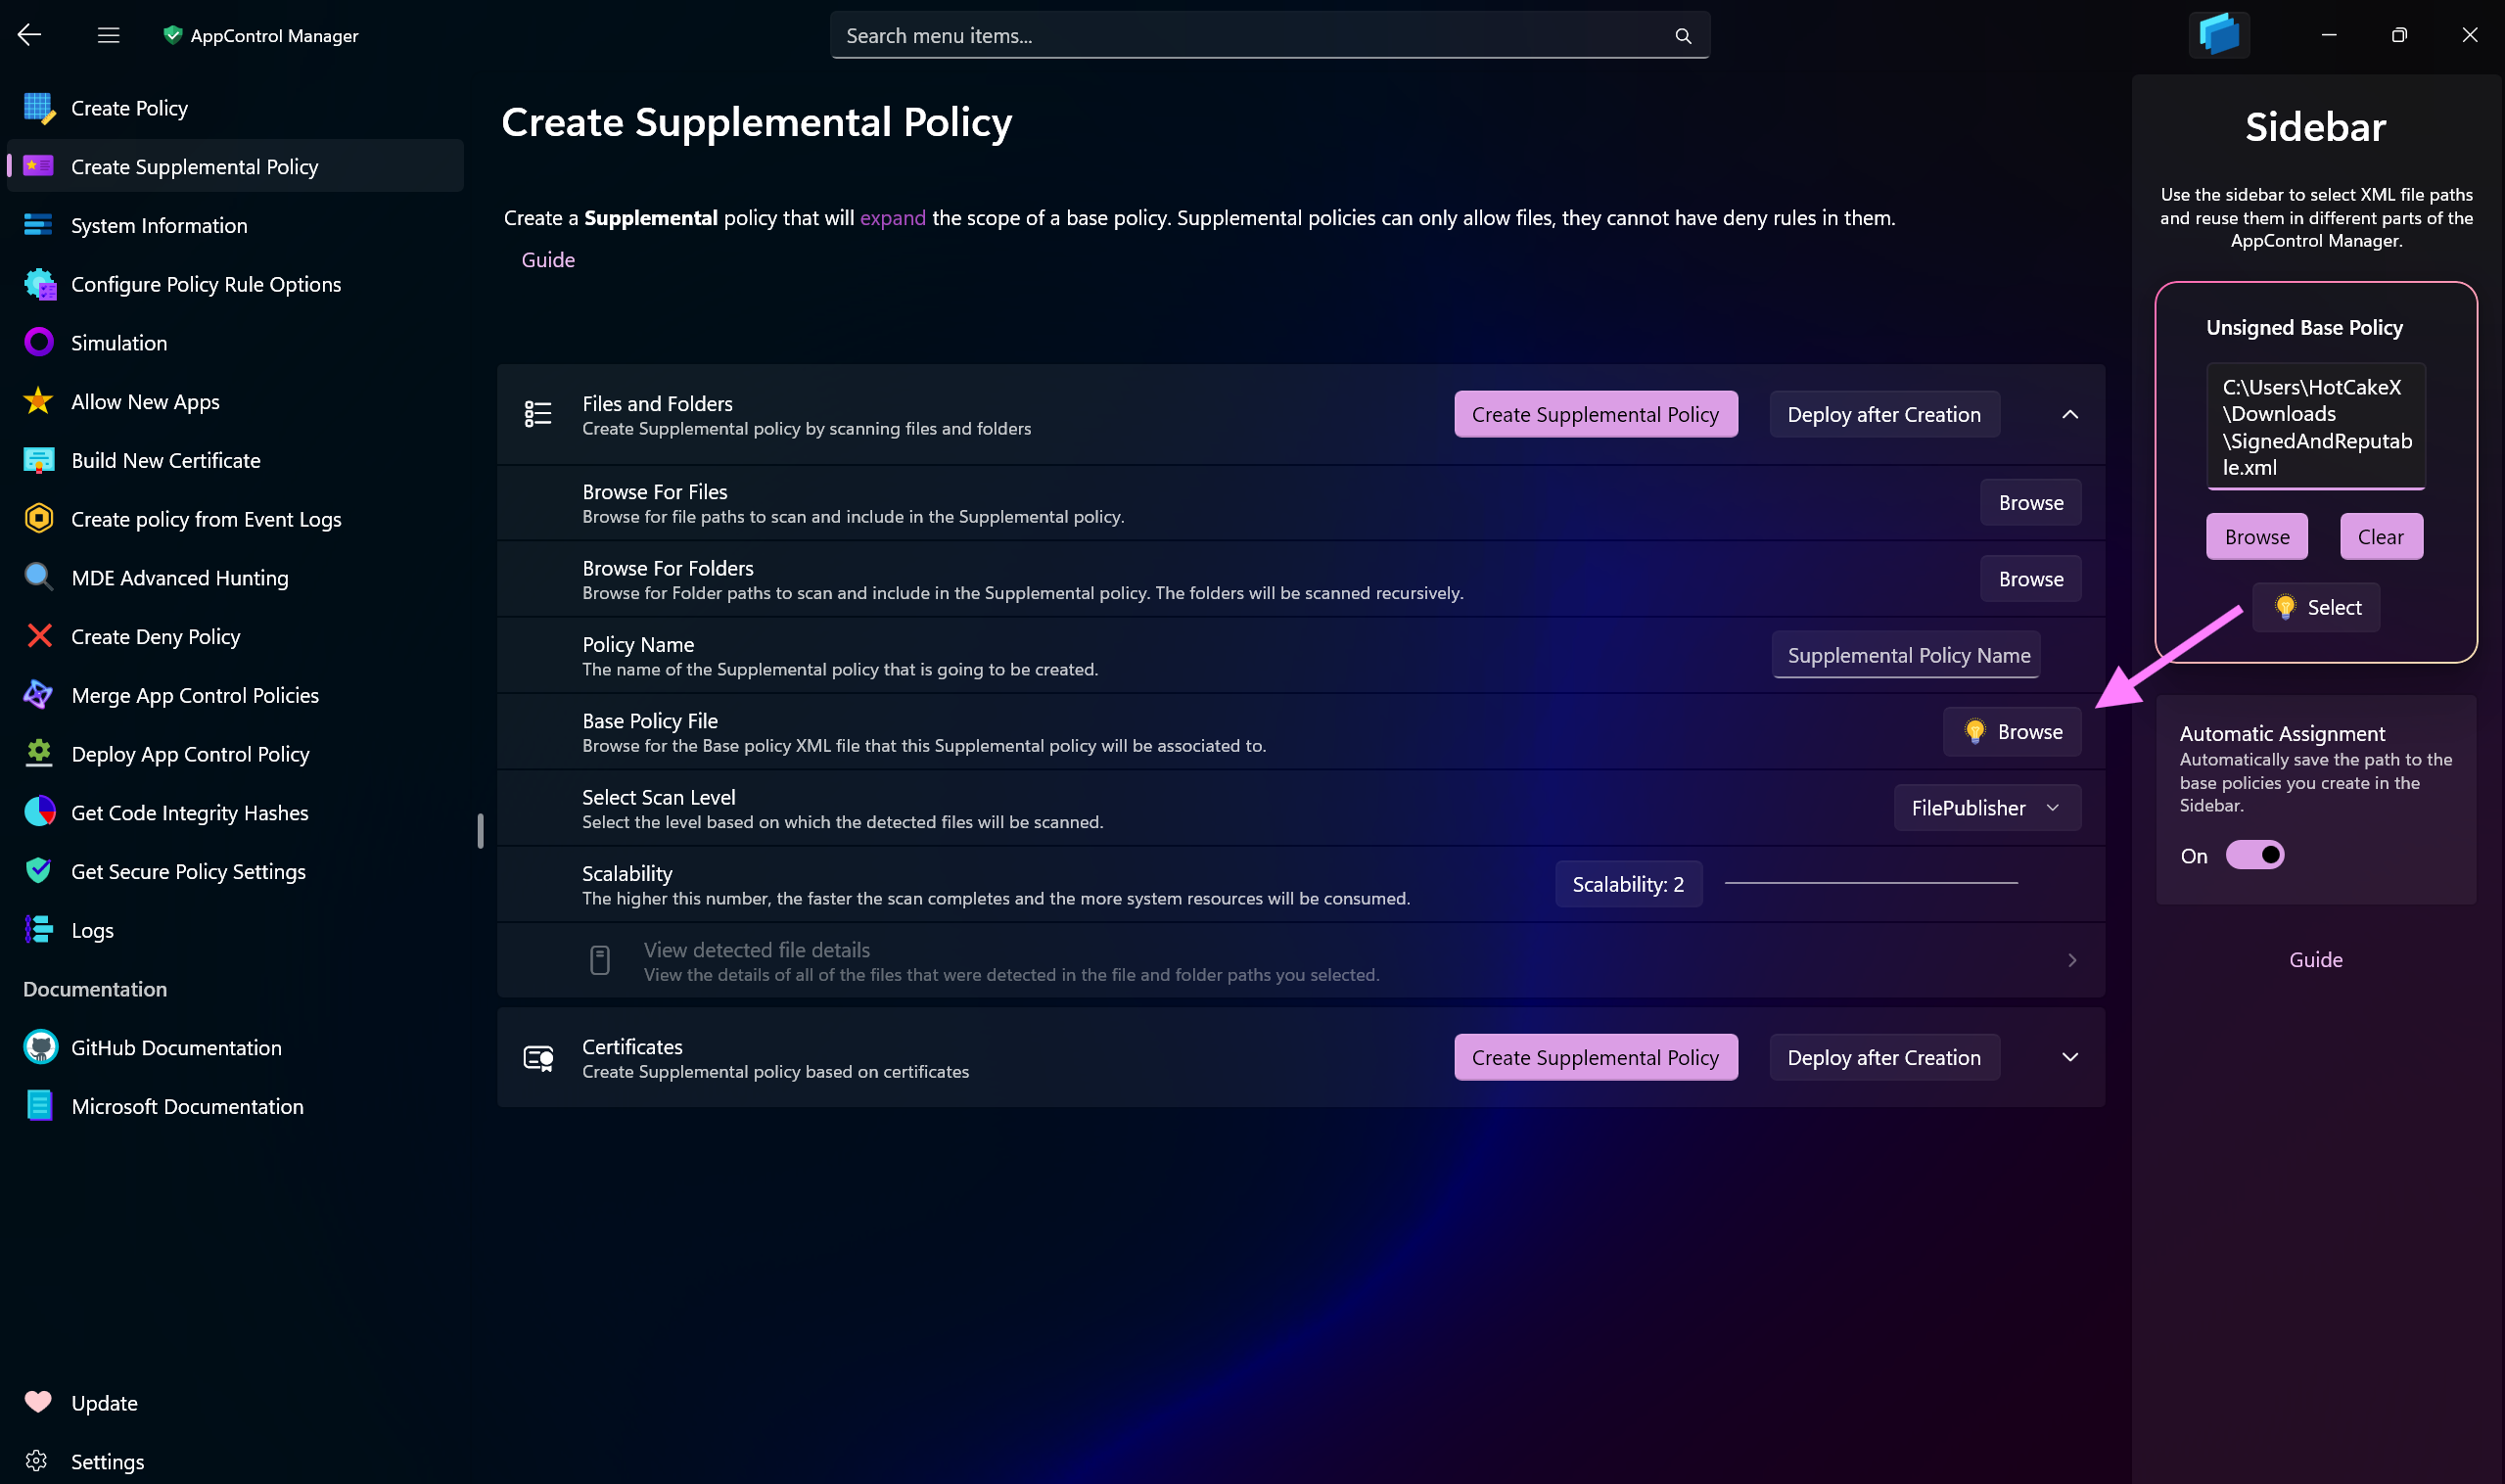 AppControl Manager
Search menu items...
Create Policy
Create Supplemental Policy
System Information
Configure Policy Rule Options
Simulation
Allow New Apps
Build New Certificate
Create policy from Event Logs
MDE Advanced Hunting
Create Deny Policy
Merge App Control Policies
Deploy App Control Policy
Get Code Integrity Hashes
Get Secure Policy Settings
Logs
Documentation
GitHub Documentation
Microsoft Documentation
Update
Settings
Create Supplemental Policy
Create a Supplemental policy that will expand the scope of a base policy. Supplemental policies can only allow files, they cannot have deny rules in them.
Guide
Files and Folders
Create Supplemental policy by scanning files and folders
Create Supplemental Policy
Deploy after Creation
Browse For Files
Browse for file paths to scan and include in the Supplemental policy.
Browse
Browse For Folders
Browse for Folder paths to scan and include in the Supplemental policy. The folders will be scanned recursively.
Browse
Policy Name
The name of the Supplemental policy that is going to be created.
Supplemental Policy Name
Base Policy File
Browse for the Base policy XML file that this Supplemental policy will be associated to.
Browse
Select Scan Level
Select the level based on which the detected files will be scanned.
FilePublisher
Scalability
The higher this number, the faster the scan completes and the more system resources will be consumed.
Scalability: 2
View detected file details
View the details of all of the files that were detected in the file and folder paths you selected.
Certificates
Create Supplemental policy based on certificates
Create Supplemental Policy
Deploy after Creation
Sidebar
Use the sidebar to select XML file paths
and reuse them in different parts of the
AppControl Manager.
Unsigned Base Policy
C:\Users\HotCakeX
\Downloads
\SignedAndReputab
le.xml
Browse
Clear
Select
Automatic Assignment
Automatically save the path to the
base policies you create in the
Sidebar.
On
Guide